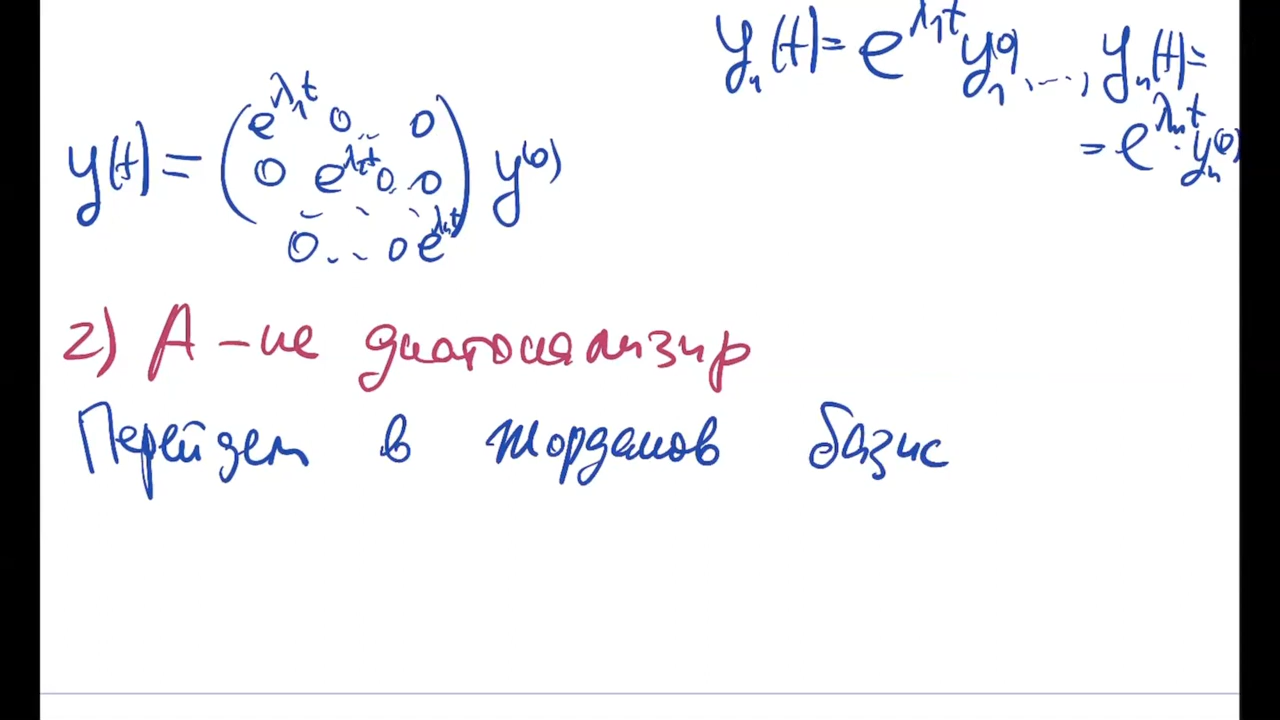 yₙ(t) = e^{λ₁t} y₁⁰, ..., yₙ(t) =
= e^{λₙt} · yₙ^{(0)}
y(t) = ( e^{λ₁t} 0 .. 0
0 e^{λ₂t} 0 .. 0
0 ... 0 e^{λₙt} ) y^{(0)}
2) А – не диагонализир
Перейдем в жорданов базис